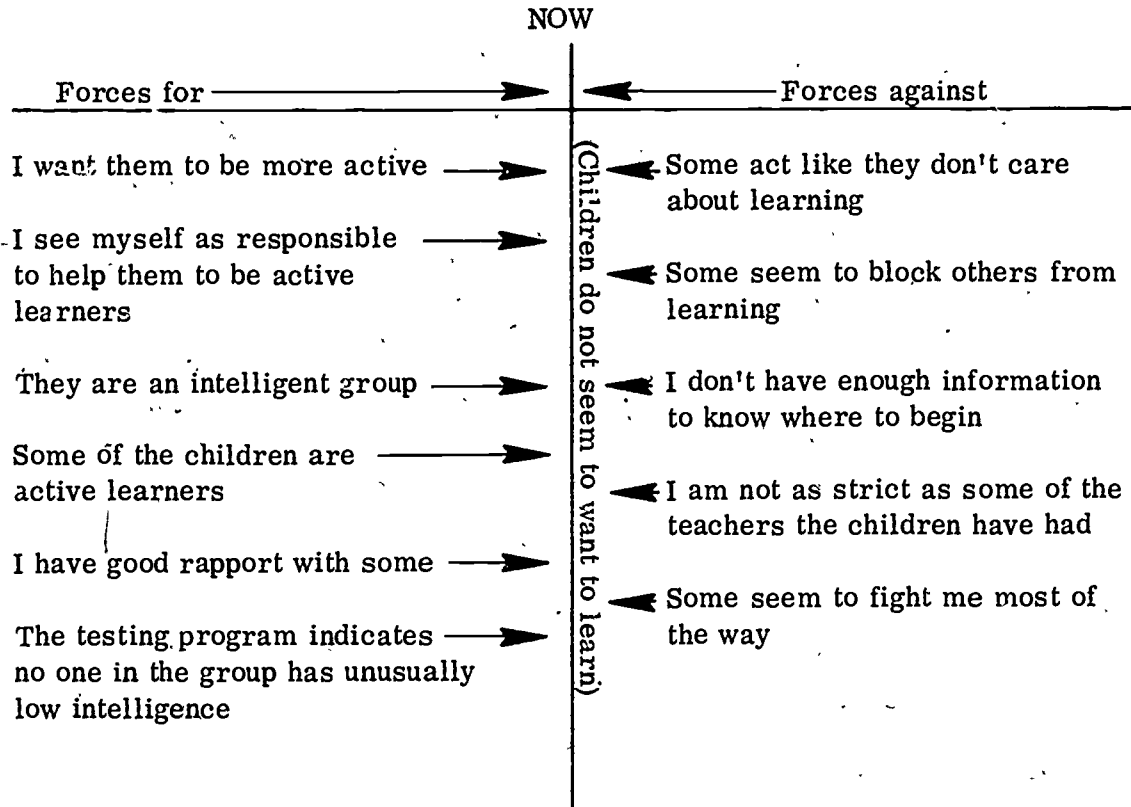 NOW
Forces for
Forces against
I want them to be more active
I see myself as responsible
to help them to be active
learners
They are an intelligent group
Some of the children are
active learners
I have good rapport with some
The testing program indicates
no one in the group has unusually
low intelligence
(Children do not seem to want to learn)
Some act like they don't care
about learning
Some seem to block others from
learning
I don't have enough information
to know where to begin
I am not as strict as some of the
teachers the children have had
Some seem to fight me most of
the way